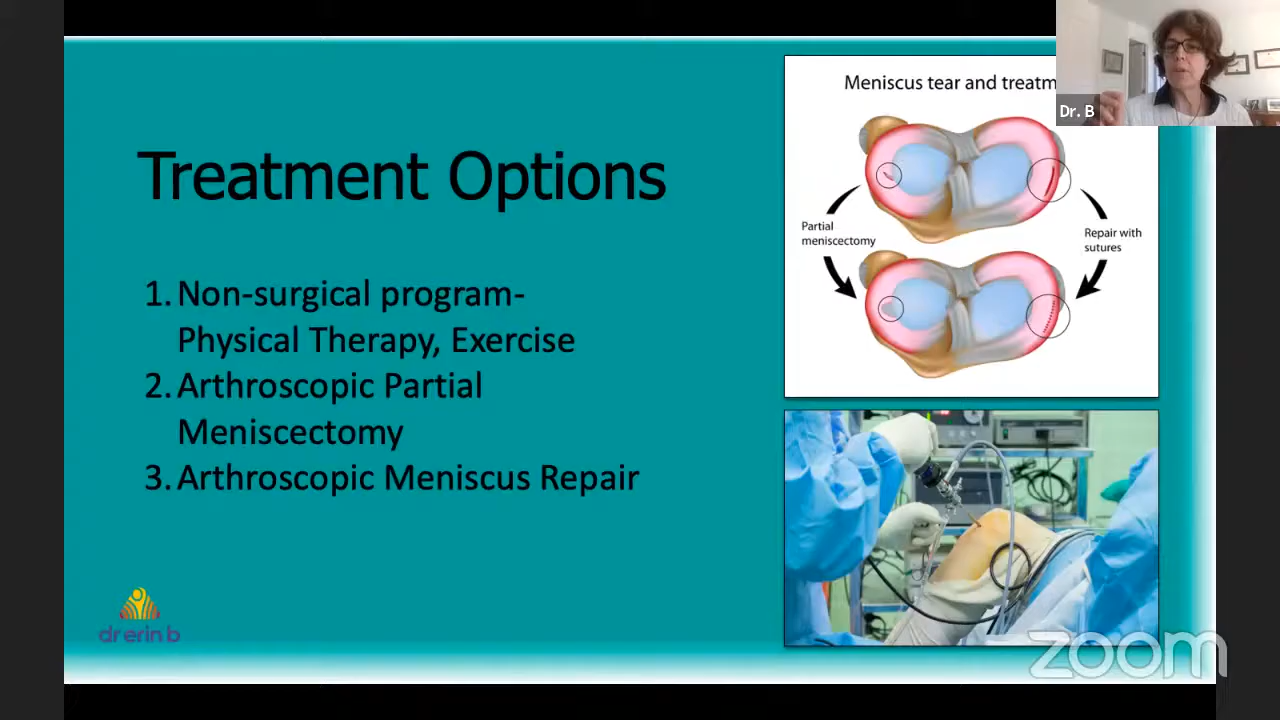 Meniscus tear and treatm
Dr. B
Treatment Options
Partial
meniscectomy
Repair with
sutures
1. Non-surgical program-
Physical Therapy, Exercise
2. Arthroscopic Partial
Meniscectomy
3. Arthroscopic Meniscus Repair
dr erin b
zoom